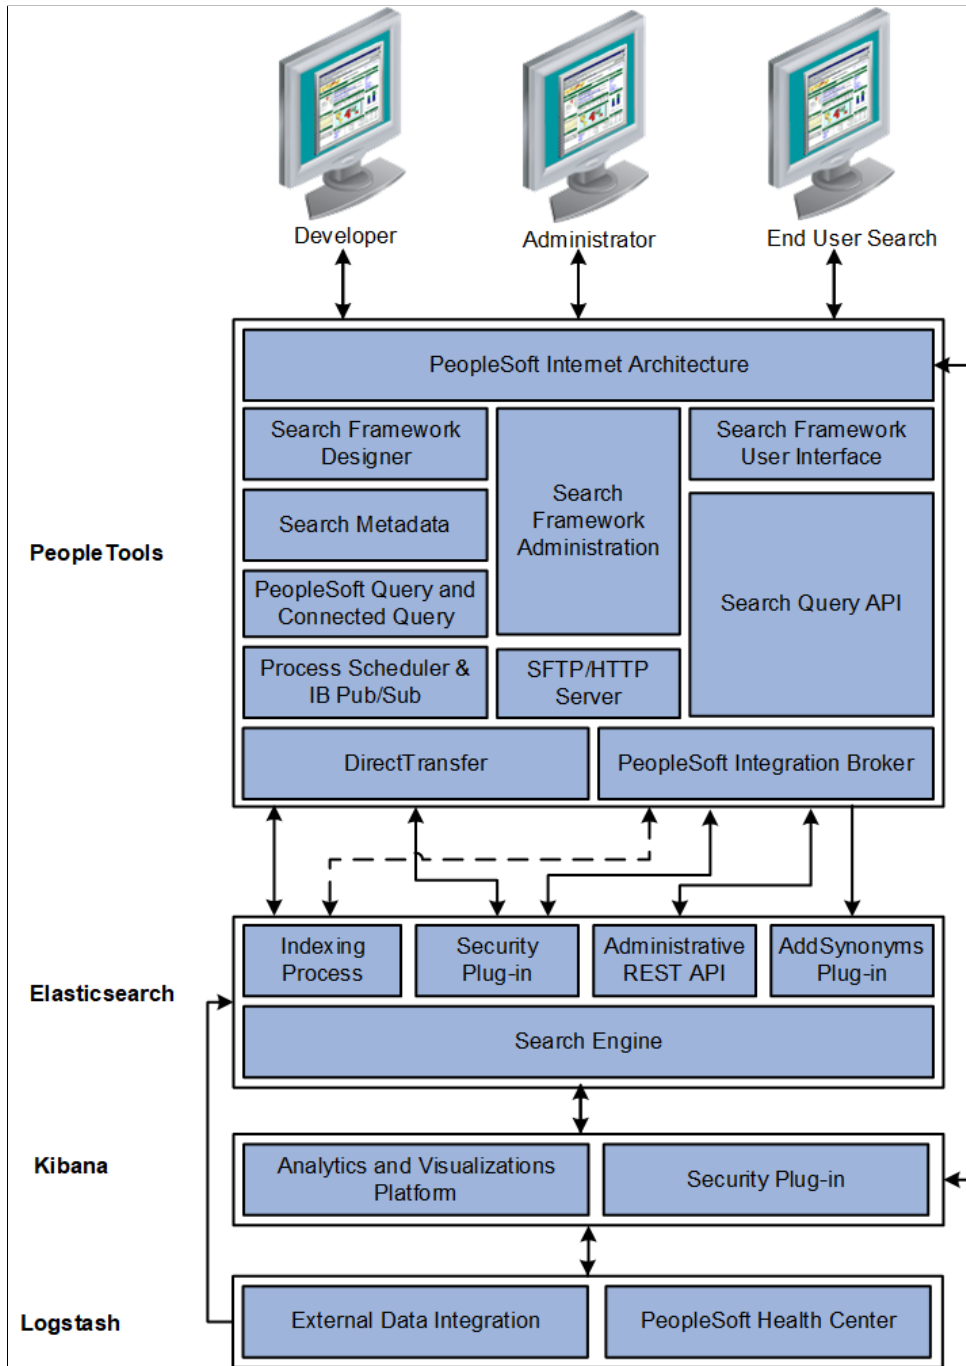 Developer
Administrator
End User Search
PeopleSoft Internet Architecture
Search Framework
Designer
Search
Framework
Administration
Search Framework
User Interface
Search Metadata
PeopleTools
PeopleSoft Query and
Connected Query
Search Query API
Process Scheduler &
IB Pub/Sub
SFTP/HTTP
Server
DirectTransfer
PeopleSoft Integration Broker
Indexing
Process
Security
Plug-in
Administrative
REST API
AddSynonyms
Plug-in
Elasticsearch
Search Engine
Kibana
Analytics and Visualizations
Platform
Security Plug-in
Logstash
External Data Integration
PeopleSoft Health Center